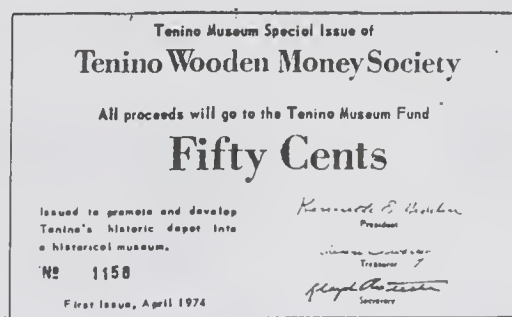 Tenino Museum Special Issue of
Tenino Wooden Money Society
All proceeds will go to the Tenino Museum Fund
Fifty Cents
Issued to promote and develop
Tenino's historic depot into
a historical museum.
Nº 1158
First Issue, April 1974
Kenneth E.
President
Treasurer
Secretary